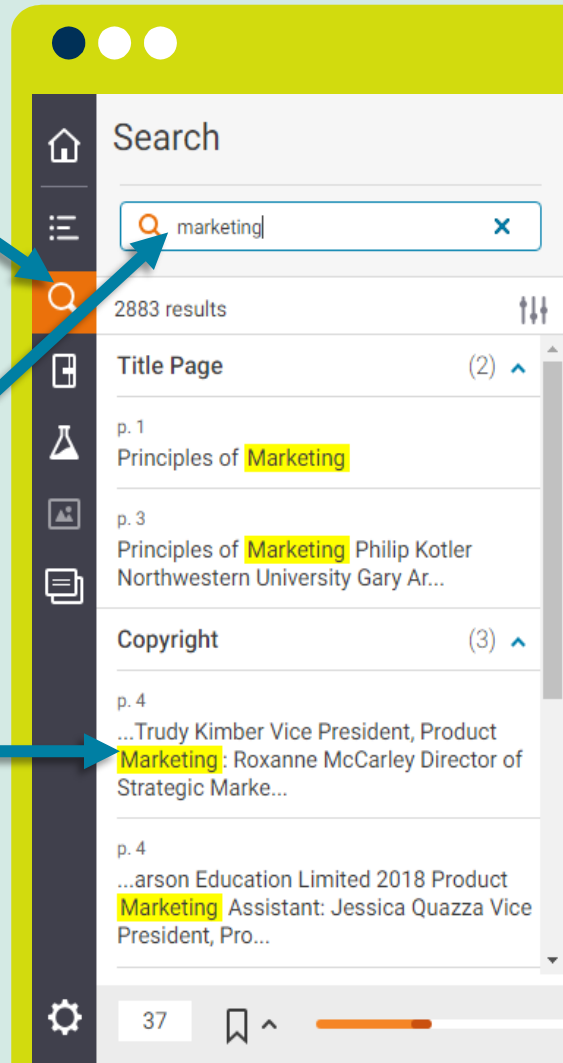 Search
marketing
2883 results
Title Page (2)
p. 1
Principles of Marketing
p. 3
Principles of Marketing Philip Kotler
Northwestern University Gary Ar...
Copyright (3)
p. 4
...Trudy Kimber Vice President, Product
Marketing : Roxanne McCarley Director of
Strategic Marke...
p. 4
...arson Education Limited 2018 Product
Marketing Assistant: Jessica Quazza Vice
President, Pro...
37